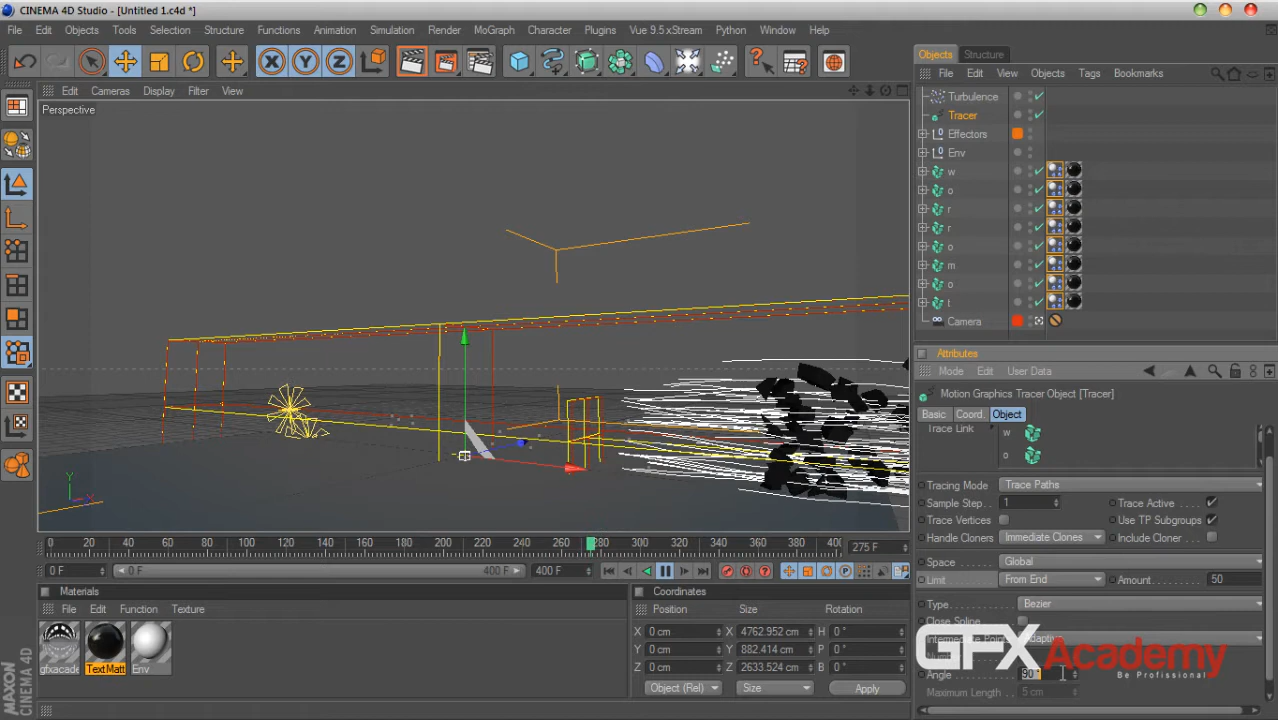 CINEMA 4D Studio - [Untitled 1.c4d *]
File Edit Objects Tools Selection Structure Functions Animation Simulation Render MoGraph Character Plugins Vue 9.5 xStream Python Window Help
Edit Cameras Display Filter View
Perspective
Objects Structure
File Edit View Objects Tags Bookmarks
Turbulence
Tracer
Effectors
Env
w
o
r
r
o
m
o
t
Camera
Attributes
Mode Edit User Data
Motion Graphics Tracer Object [Tracer]
Basic Coord. Object
Trace Link
w
o
Tracing Mode Trace Paths
Sample Step 1 Trace Active
Trace Vertices Use TP Subgroups
Handle Cloners Immediate Clones Include Cloner
Space Global
Limit From End Amount 50
Type Bezier
Close Spline
Adaptive
Angle 90 °
Maximum Length 5 cm
GFXAcademy
Be Professional.
0 20 40 60 80 100 120 140 160 180 200 220 240 260 280 300 320 340 360 380 400
275 F
0 F 0 F 400 F 400 F
Materials
File Edit Function Texture
gfxacade TextMatt Env
Coordinates
Position Size Rotation
X 0 cm X 4762.952 cm H 0 °
Y 0 cm Y 882.414 cm P 0 °
Z 0 cm Z 2633.524 cm B 0 °
Object (Rel) Size Apply
MAXON
CINEMA 4D
Y
X